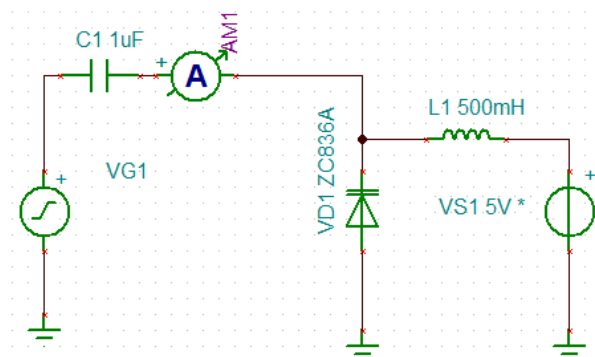 C1 1uF
+
AM1
A
L1 500mH
VG1
+
VD1 ZC836A
VS1 5V *
+